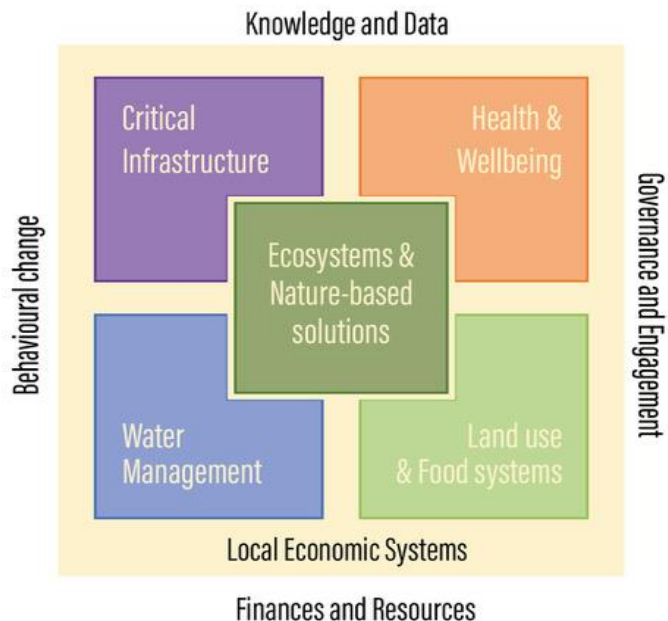 Knowledge and Data
Critical
Infrastructure
Health &
Wellbeing
Behavioural change
Ecosystems &
Nature-based
solutions
Governance and Engagement
Water
Management
Land use
& Food systems
Local Economic Systems
Finances and Resources